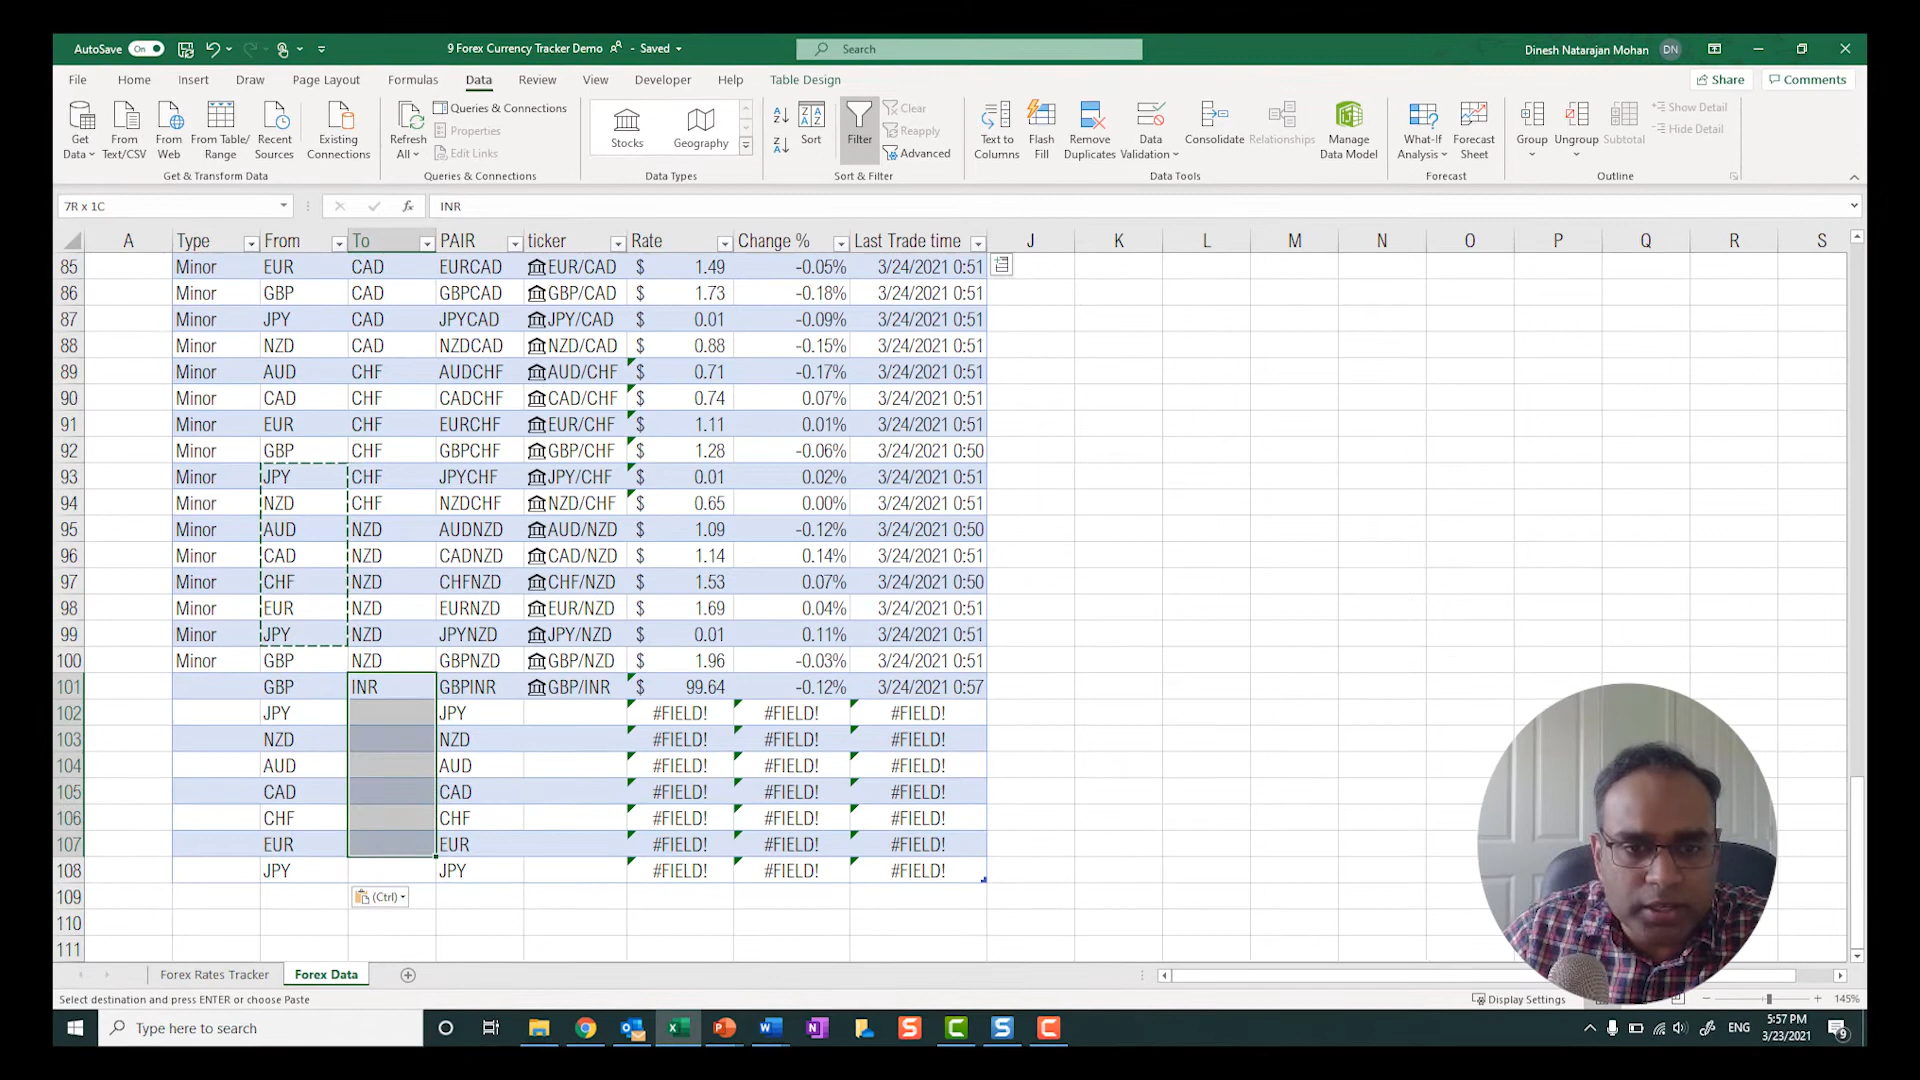 AutoSave On 9 Forex Currency Tracker Demo - Saved Search Dinesh Natarajan Mohan DN
File Home Insert Draw Page Layout Formulas Data Review View Developer Help Table Design Share Comments
Get Data From Text/CSV From Web From Table/ Range Recent Sources Existing Connections
Get & Transform Data
Refresh All Queries & Connections Properties Edit Links
Queries & Connections
Stocks Geography
Data Types
Sort Filter Clear Reapply Advanced
Sort & Filter
Text to Columns Flash Fill Remove Duplicates Data Validation Consolidate Relationships Manage Data Model
Data Tools
What-If Analysis Forecast Sheet
Forecast
Group Ungroup Subtotal Show Detail Hide Detail
Outline
7R x 1C fx INR
A Type From To PAIR ticker Rate Change % Last Trade time J K L M N O P Q R S
85 Minor EUR CAD EURCAD EUR/CAD $ 1.49 -0.05% 3/24/2021 0:51
86 Minor GBP CAD GBPCAD GBP/CAD $ 1.73 -0.18% 3/24/2021 0:51
87 Minor JPY CAD JPYCAD JPY/CAD $ 0.01 -0.09% 3/24/2021 0:51
88 Minor NZD CAD NZDCAD NZD/CAD $ 0.88 -0.15% 3/24/2021 0:51
89 Minor AUD CHF AUDCHF AUD/CHF $ 0.71 -0.17% 3/24/2021 0:51
90 Minor CAD CHF CADCHF CAD/CHF $ 0.74 0.07% 3/24/2021 0:51
91 Minor EUR CHF EURCHF EUR/CHF $ 1.11 0.01% 3/24/2021 0:51
92 Minor GBP CHF GBPCHF GBP/CHF $ 1.28 -0.06% 3/24/2021 0:50
93 Minor JPY CHF JPYCHF JPY/CHF $ 0.01 0.02% 3/24/2021 0:51
94 Minor NZD CHF NZDCHF NZD/CHF $ 0.65 0.00% 3/24/2021 0:51
95 Minor AUD NZD AUDNZD AUD/NZD $ 1.09 -0.12% 3/24/2021 0:50
96 Minor CAD NZD CADNZD CAD/NZD $ 1.14 0.14% 3/24/2021 0:51
97 Minor CHF NZD CHFNZD CHF/NZD $ 1.53 0.07% 3/24/2021 0:50
98 Minor EUR NZD EURNZD EUR/NZD $ 1.69 0.04% 3/24/2021 0:51
99 Minor JPY NZD JPYNZD JPY/NZD $ 0.01 0.11% 3/24/2021 0:51
100 Minor GBP NZD GBPNZD GBP/NZD $ 1.96 -0.03% 3/24/2021 0:51
101 GBP INR GBPINR GBP/INR $ 99.64 -0.12% 3/24/2021 0:57
102 JPY JPY #FIELD! #FIELD! #FIELD!
103 NZD NZD #FIELD! #FIELD! #FIELD!
104 AUD AUD #FIELD! #FIELD! #FIELD!
105 CAD CAD #FIELD! #FIELD! #FIELD!
106 CHF CHF #FIELD! #FIELD! #FIELD!
107 EUR EUR #FIELD! #FIELD! #FIELD!
108 JPY JPY #FIELD! #FIELD! #FIELD!
109 (Ctrl)
110
111
Forex Rates Tracker Forex Data
Select destination and press ENTER or choose Paste Display Settings 145%
Type here to search ENG 5:57 PM 3/23/2021 9